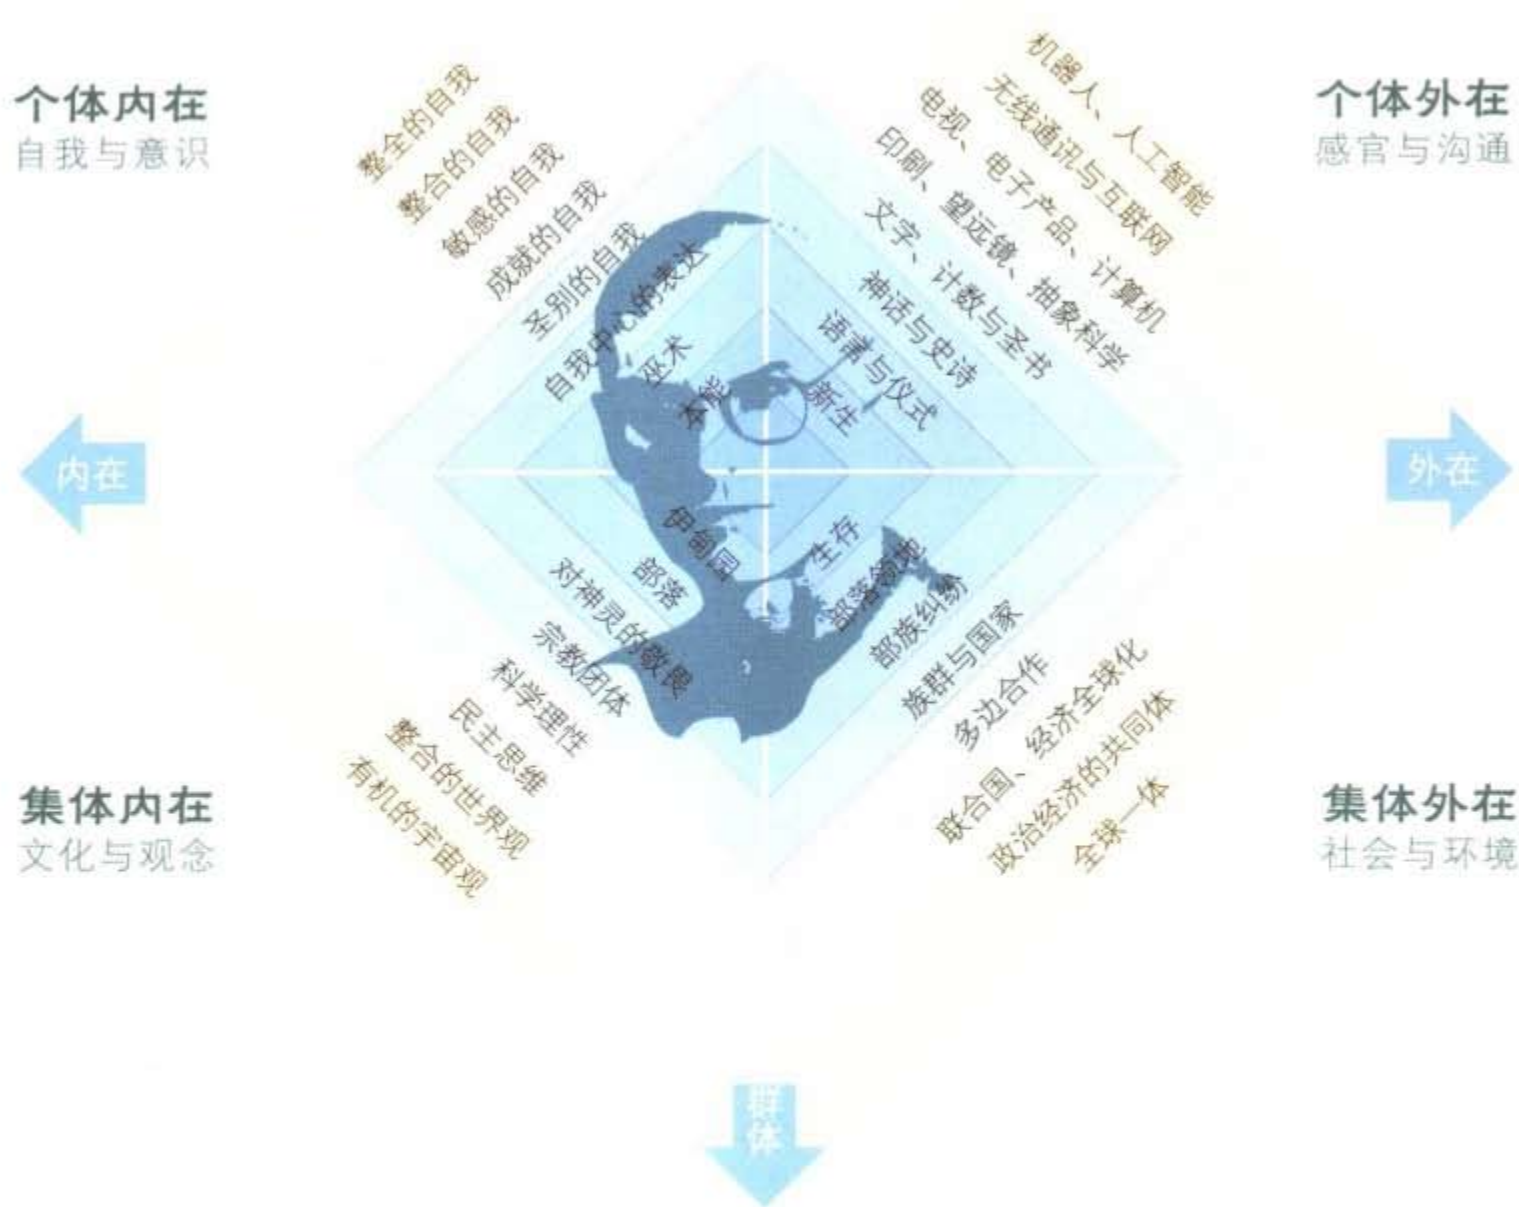 个体内在
自我与意识
整全的自我
整合的自我
敏感的自我
成就的自我
圣别的自我
自我中心的表达
巫术
本能
个体外在
感官与沟通
机器人、人工智能
无线通讯与互联网
电视、电子产品、计算机
印刷、望远镜、抽象科学
文字、计数与圣书
神话与史诗
语言与仪式
新生
内在
外在
伊甸园
部落
对神灵的敬畏
宗教团体
科学理性
民主思维
整合的世界观
有机的宇宙观
集体内在
文化与观念
生存
部落领地
部族纠纷
族群与国家
多边合作
联合国、经济全球化
政治经济的共同体
全球一体
集体外在
社会与环境
群体